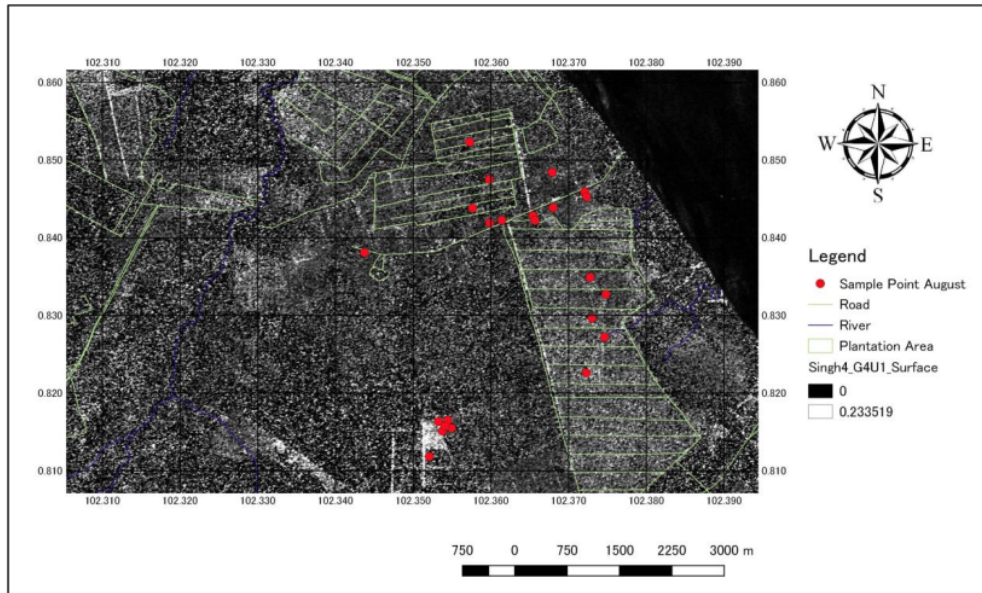 102.310 102.320 102.330 102.340 102.350 102.360 102.370 102.380 102.390
0.860 0.860
0.850 0.850
0.840 0.840
0.830 0.830
0.820 0.820
0.810 0.810
102.310 102.320 102.330 102.340 102.350 102.360 102.370 102.380 102.390
N
W E
S
Legend
Sample Point August
Road
River
Plantation Area
Singh4_G4U1_Surface
0
0.233519
750 0 750 1500 2250 3000 m